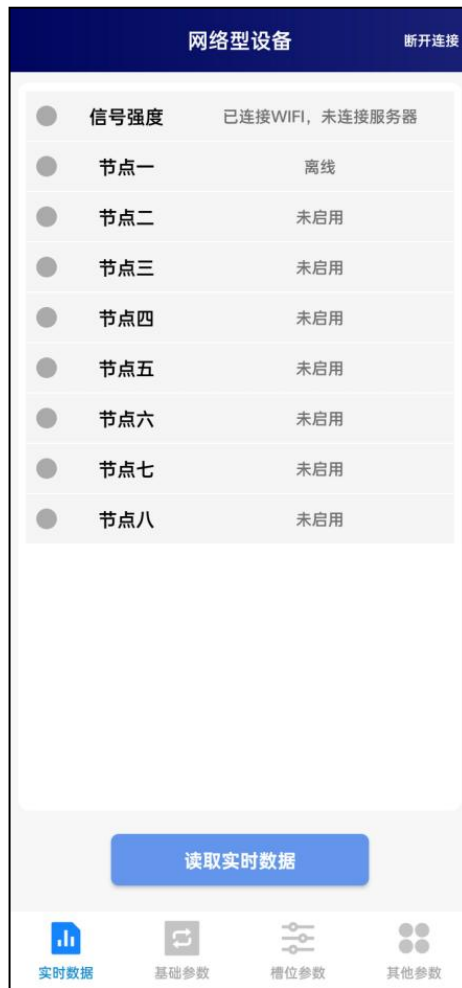 网络型设备 断开连接
信号强度 已连接WIFI，未连接服务器
节点一 离线
节点二 未启用
节点三 未启用
节点四 未启用
节点五 未启用
节点六 未启用
节点七 未启用
节点八 未启用
读取实时数据
实时数据 基础参数 槽位参数 其他参数